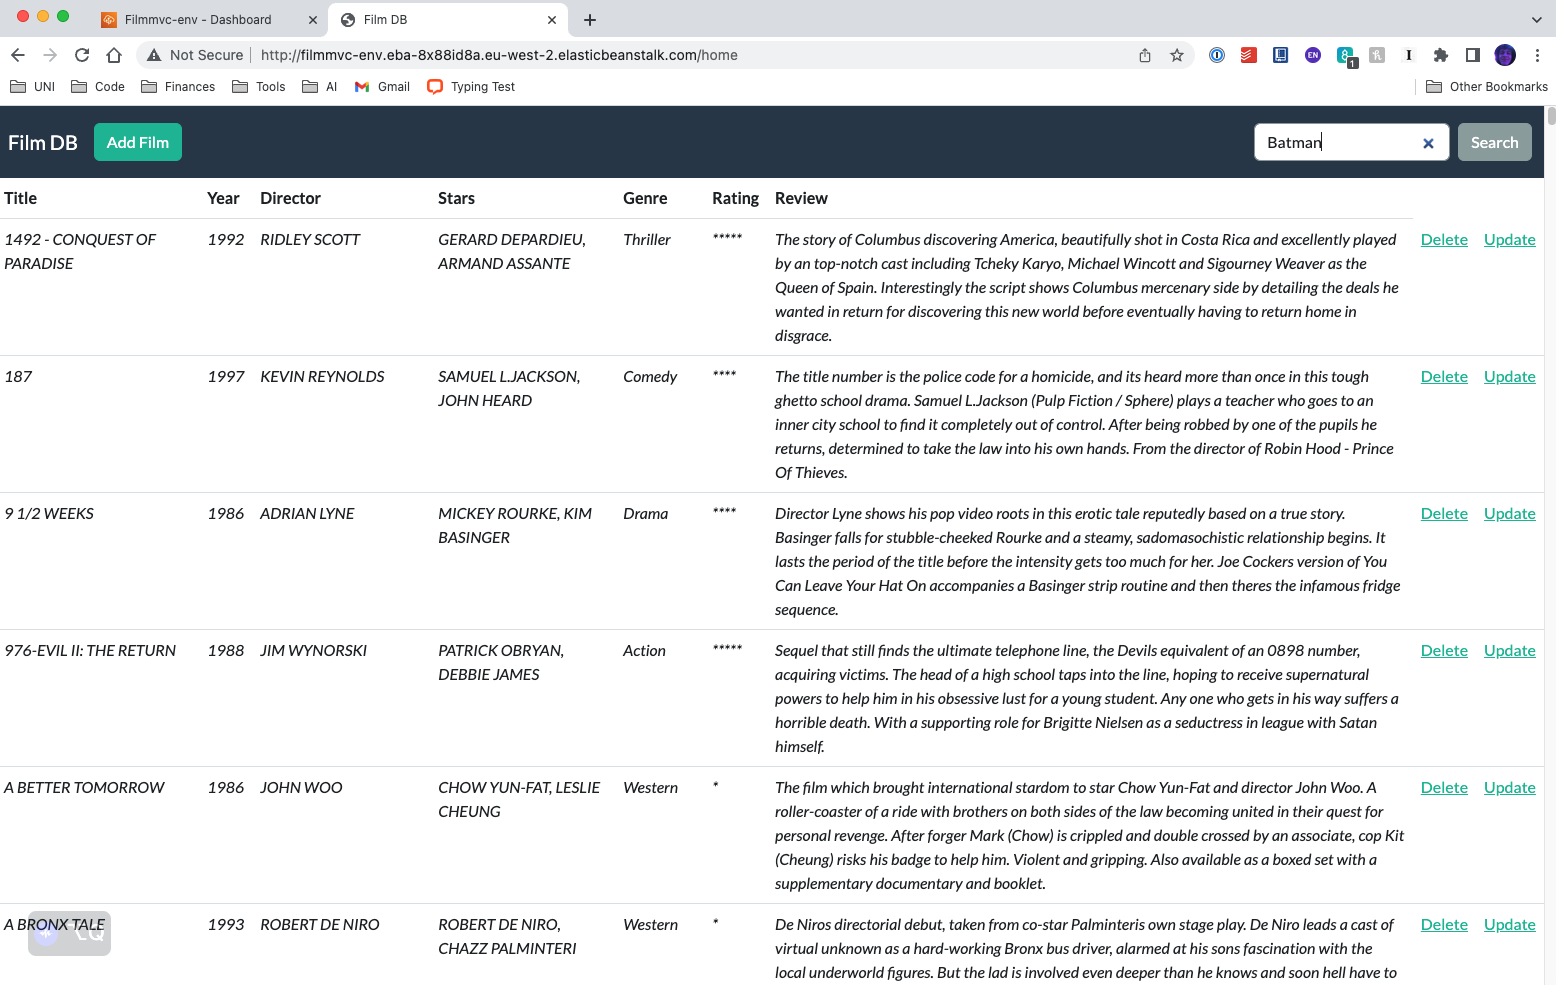 Filmmvc-env - Dashboard
Film DB
Not Secure
http://filmmvc-env.eba-8x88id8a.eu-west-2.elasticbeanstalk.com/home
EN
8
1
I
UNI
Code
Finances
Tools
AI
Gmail
Typing Test
Other Bookmarks
Film DB
Add Film
Batman
Search
Title Year Director Stars Genre Rating Review
1492 - CONQUEST OF 1992 RIDLEY SCOTT GERARD DEPARDIEU, Thriller ***** The story of Columbus discovering America, beautifully shot in Costa Rica and excellently played Delete Update
PARADISE ARMAND ASSANTE by an top-notch cast including Tcheky Karyo, Michael Wincott and Sigourney Weaver as the
Queen of Spain. Interestingly the script shows Columbus mercenary side by detailing the deals he
wanted in return for discovering this new world before eventually having to return home in
disgrace.
187 1997 KEVIN REYNOLDS SAMUEL L.JACKSON, Comedy **** The title number is the police code for a homicide, and its heard more than once in this tough Delete Update
JOHN HEARD ghetto school drama. Samuel L.Jackson (Pulp Fiction / Sphere) plays a teacher who goes to an
inner city school to find it completely out of control. After being robbed by one of the pupils he
returns, determined to take the law into his own hands. From the director of Robin Hood - Prince
Of Thieves.
9 1/2 WEEKS 1986 ADRIAN LYNE MICKEY ROURKE, KIM Drama **** Director Lyne shows his pop video roots in this erotic tale reputedly based on a true story. Delete Update
BASINGER Basinger falls for stubble-cheeked Rourke and a steamy, sadomasochistic relationship begins. It
lasts the period of the title before the intensity gets too much for her. Joe Cockers version of You
Can Leave Your Hat On accompanies a Basinger strip routine and then theres the infamous fridge
sequence.
976-EVIL II: THE RETURN 1988 JIM WYNORSKI PATRICK OBRYAN, Action ***** Sequel that still finds the ultimate telephone line, the Devils equivalent of an 0898 number, Delete Update
DEBBIE JAMES acquiring victims. The head of a high school taps into the line, hoping to receive supernatural
powers to help him in his obsessive lust for a young student. Any one who gets in his way suffers a
horrible death. With a supporting role for Brigitte Nielsen as a seductress in league with Satan
himself.
A BETTER TOMORROW 1986 JOHN WOO CHOW YUN-FAT, LESLIE Western * The film which brought international stardom to star Chow Yun-Fat and director John Woo. A Delete Update
CHEUNG roller-coaster of a ride with brothers on both sides of the law becoming united in their quest for
personal revenge. After forger Mark (Chow) is crippled and double crossed by an associate, cop Kit
(Cheung) risks his badge to help him. Violent and gripping. Also available as a boxed set with a
supplementary documentary and booklet.
A BRONX TALE 1993 ROBERT DE NIRO ROBERT DE NIRO, Western * De Niros directorial debut, taken from co-star Palminteris own stage play. De Niro leads a cast of Delete Update
⌥Q CHAZZ PALMINTERI virtual unknown as a hard-working Bronx bus driver, alarmed at his sons fascination with the
local underworld figures. But the lad is involved even deeper than he knows and soon hell have to